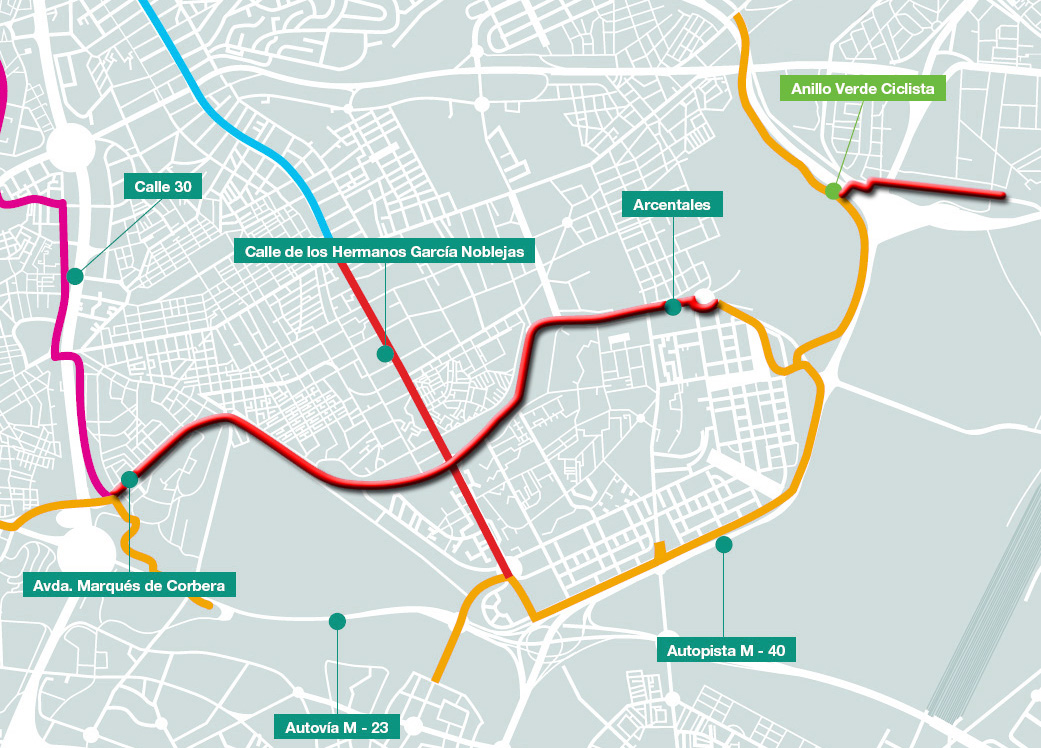 Anillo Verde Ciclista
Calle 30
Arcentales
Calle de los Hermanos García Noblejas
Avda. Marqués de Corbera
Autopista M - 40
Autovía M - 23